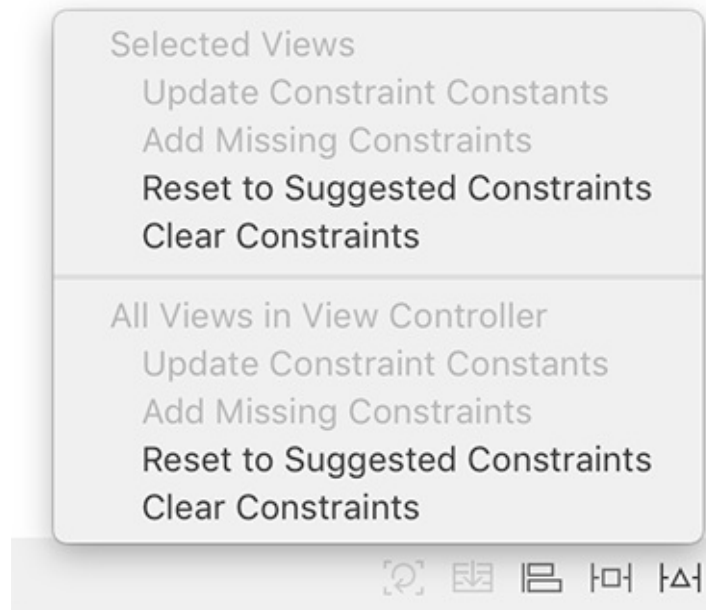 Selected Views
Update Constraint Constants
Add Missing Constraints
Reset to Suggested Constraints
Clear Constraints
All Views in View Controller
Update Constraint Constants
Add Missing Constraints
Reset to Suggested Constraints
Clear Constraints